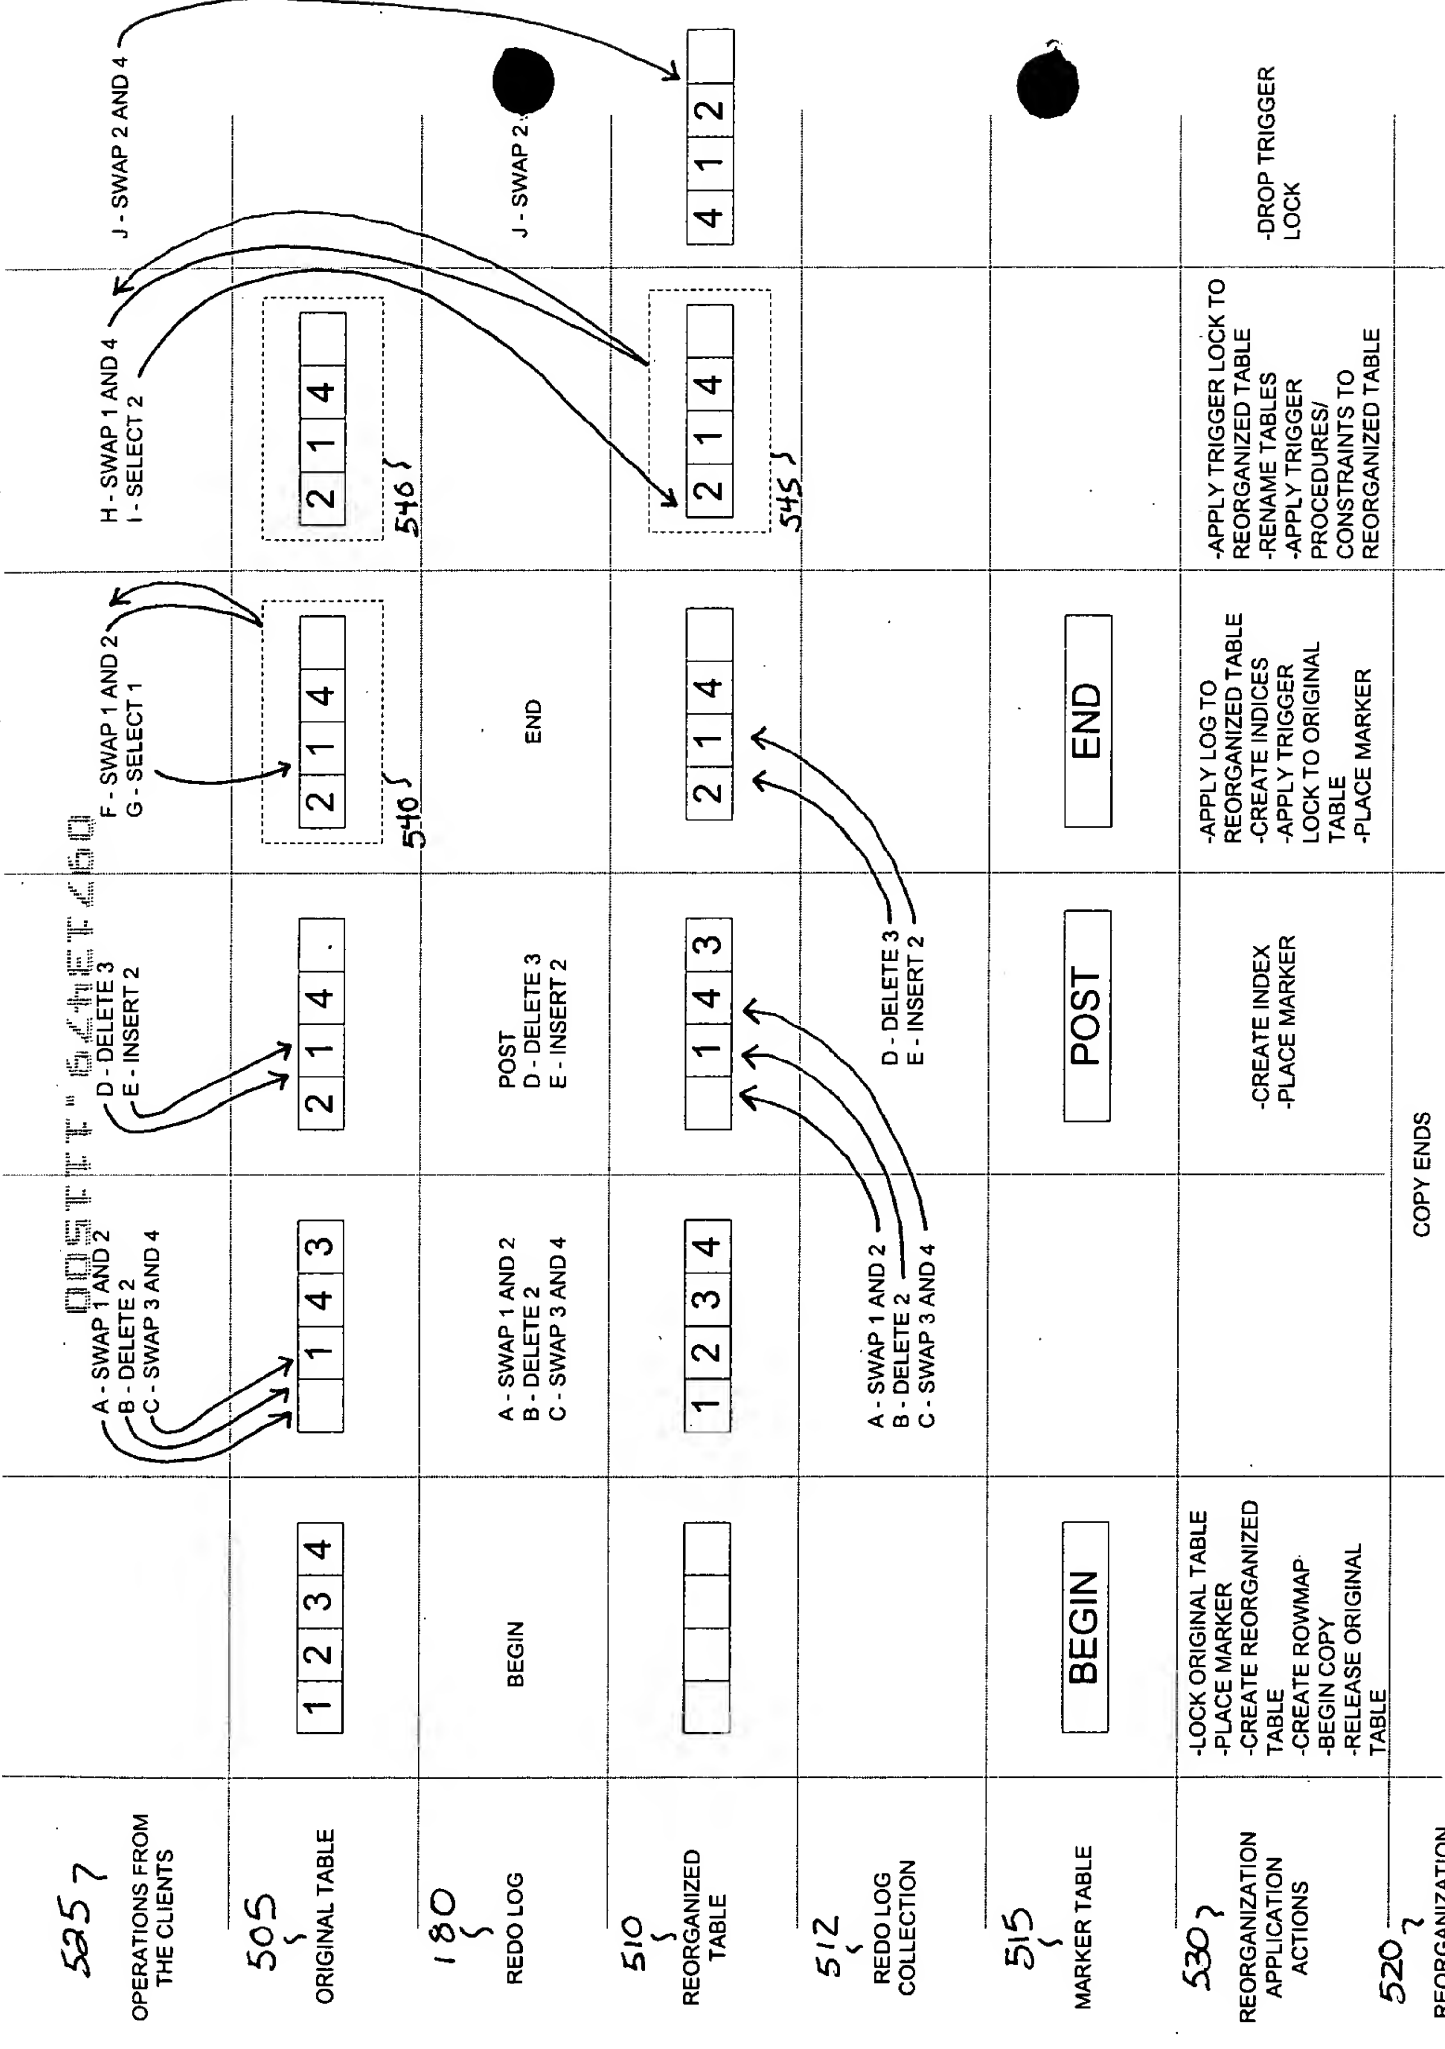 525
OPERATIONS FROM
THE CLIENTS
A - SWAP 1 AND 2
B - DELETE 2
C - SWAP 3 AND 4
D - DELETE 3
E - INSERT 2
F - SWAP 1 AND 2
G - SELECT 1
H - SWAP 1 AND 4
I - SELECT 2
J - SWAP 2 AND 4
505
ORIGINAL TABLE
1 2 3 4
1 4 3
2 1 4
2 1 4
540
2 1 4
540
180
REDO LOG
BEGIN
A - SWAP 1 AND 2
B - DELETE 2
C - SWAP 3 AND 4
POST
D - DELETE 3
E - INSERT 2
END
J - SWAP 2
510
REORGANIZED
TABLE
1 2 3 4
1 4 3
2 1 4
2 1 4
545
4 1 2
512
REDO LOG
COLLECTION
A - SWAP 1 AND 2
B - DELETE 2
C - SWAP 3 AND 4
D - DELETE 3
E - INSERT 2
515
MARKER TABLE
BEGIN
POST
END
530
REORGANIZATION
APPLICATION
ACTIONS
-LOCK ORIGINAL TABLE
-PLACE MARKER
-CREATE REORGANIZED
TABLE
-CREATE ROWMAP
-BEGIN COPY
-RELEASE ORIGINAL
TABLE
-CREATE INDEX
-PLACE MARKER
-APPLY LOG TO
REORGANIZED TABLE
-CREATE INDICES
-APPLY TRIGGER
LOCK TO ORIGINAL
TABLE
-PLACE MARKER
-APPLY TRIGGER LOCK TO
REORGANIZED TABLE
-RENAME TABLES
-APPLY TRIGGER
PROCEDURES/
CONSTRAINTS TO
REORGANIZED TABLE
-DROP TRIGGER
LOCK
520
REORGANIZATION
COPY ENDS